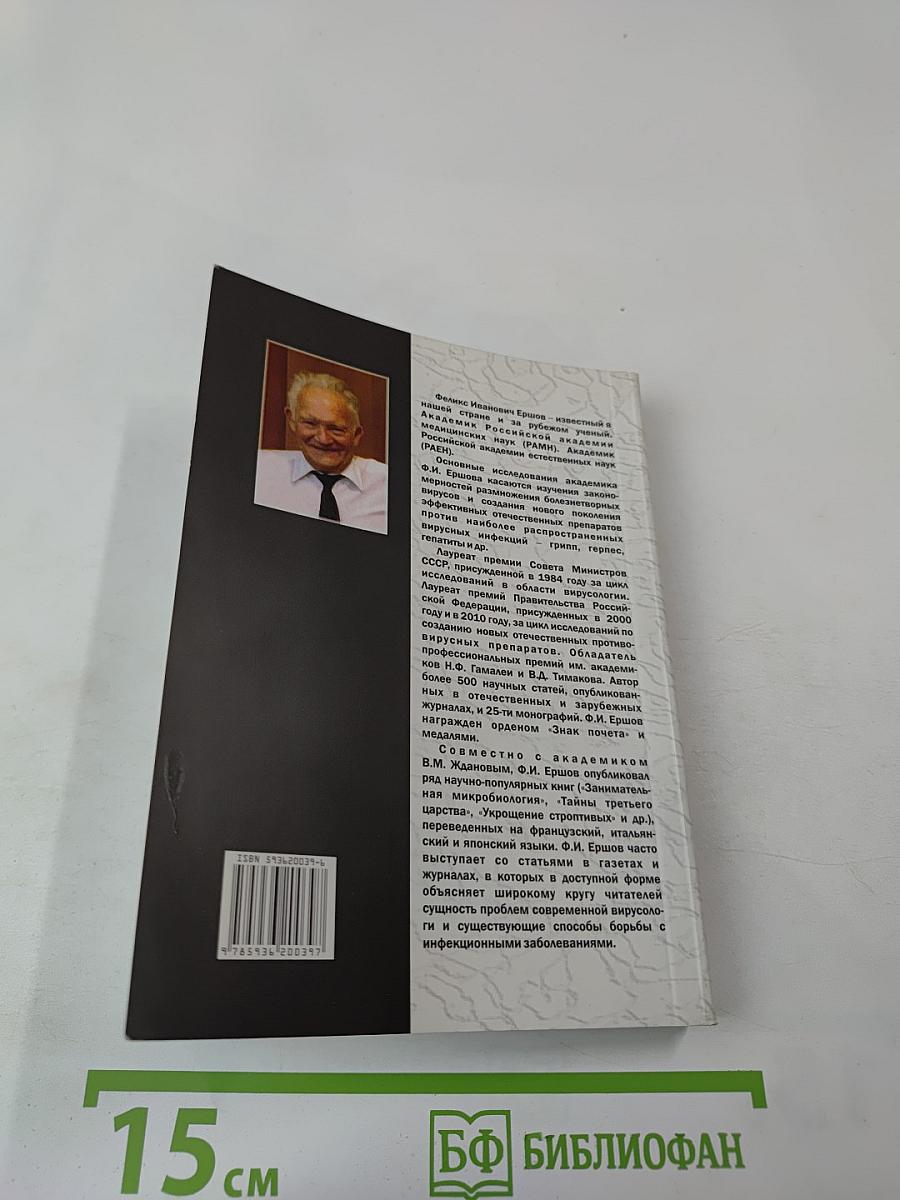 Феликс Иванович Ершов – известный в
нашей стране и за рубежом ученый.
Академик Российской академии
медицинских наук (РАМН). Академик
Российской академии естественных наук
(РАЕН).
Основные исследования академика
Ф.И. Ершова касаются изучения законо-
мерностей размножения болезнетворных
вирусов и создания нового поколения
эффективных отечественных препаратов
против наиболее распространенных
вирусных инфекций – грипп, герпес,
гепатиты и др.
Лауреат премии Совета Министров
СССР, присужденной в 1984 году за цикл
исследований в области вирусологии.
Лауреат премий Правительства Россий-
ской Федерации, присужденных в 2000
году и в 2010 году, за цикл исследований по
созданию новых отечественных противо-
вирусных препаратов. Обладатель
профессиональных премий им. академи-
ков Н.Ф. Гамалеи и В.Д. Тимакова. Автор
более 500 научных статей, опубликован-
ных в отечественных и зарубежных
журналах, и 25-ти монографий. Ф.И. Ершов
награжден орденом «Знак почета» и
медалями.
Совместно с академиком
В.М. Ждановым, Ф.И. Ершов опубликовал
ряд научно-популярных книг («Заниматель-
ная микробиология», «Тайны третьего
царства», «Укрощение строптивых» и др.),
переведенных на французский, итальян-
ский и японский языки. Ф.И. Ершов часто
выступает со статьями в газетах и
журналах, в которых в доступной форме
объясняет широкому кругу читателей
сущность проблем современной вирусоло-
ги и существующие способы борьбы с
инфекционными заболеваниями.
ISBN 593620039-6
9 785936 200397
15 см
БФ БИБЛИОФАН